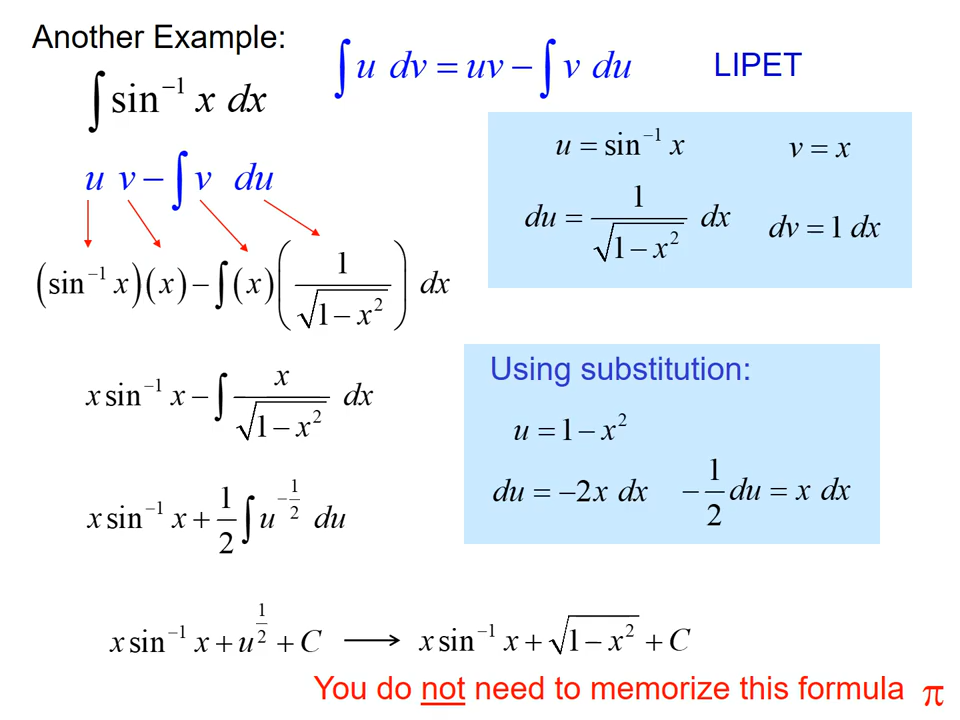 Another Example:
∫ u dv = uv − ∫ v du
LIPET
∫ sin⁻¹ x dx
u = sin⁻¹ x
v = x
du = 1/√(1 − x²) dx
dv = 1 dx
u v − ∫ v du
(sin⁻¹ x)(x) − ∫ (x)(1/√(1 − x²)) dx
x sin⁻¹ x − ∫ x/√(1 − x²) dx
Using substitution:
u = 1 − x²
du = −2x dx
−1/2 du = x dx
x sin⁻¹ x + 1/2 ∫ u^(−1/2) du
x sin⁻¹ x + u^(1/2) + C ⟶ x sin⁻¹ x + √(1 − x²) + C
You do not need to memorize this formula π